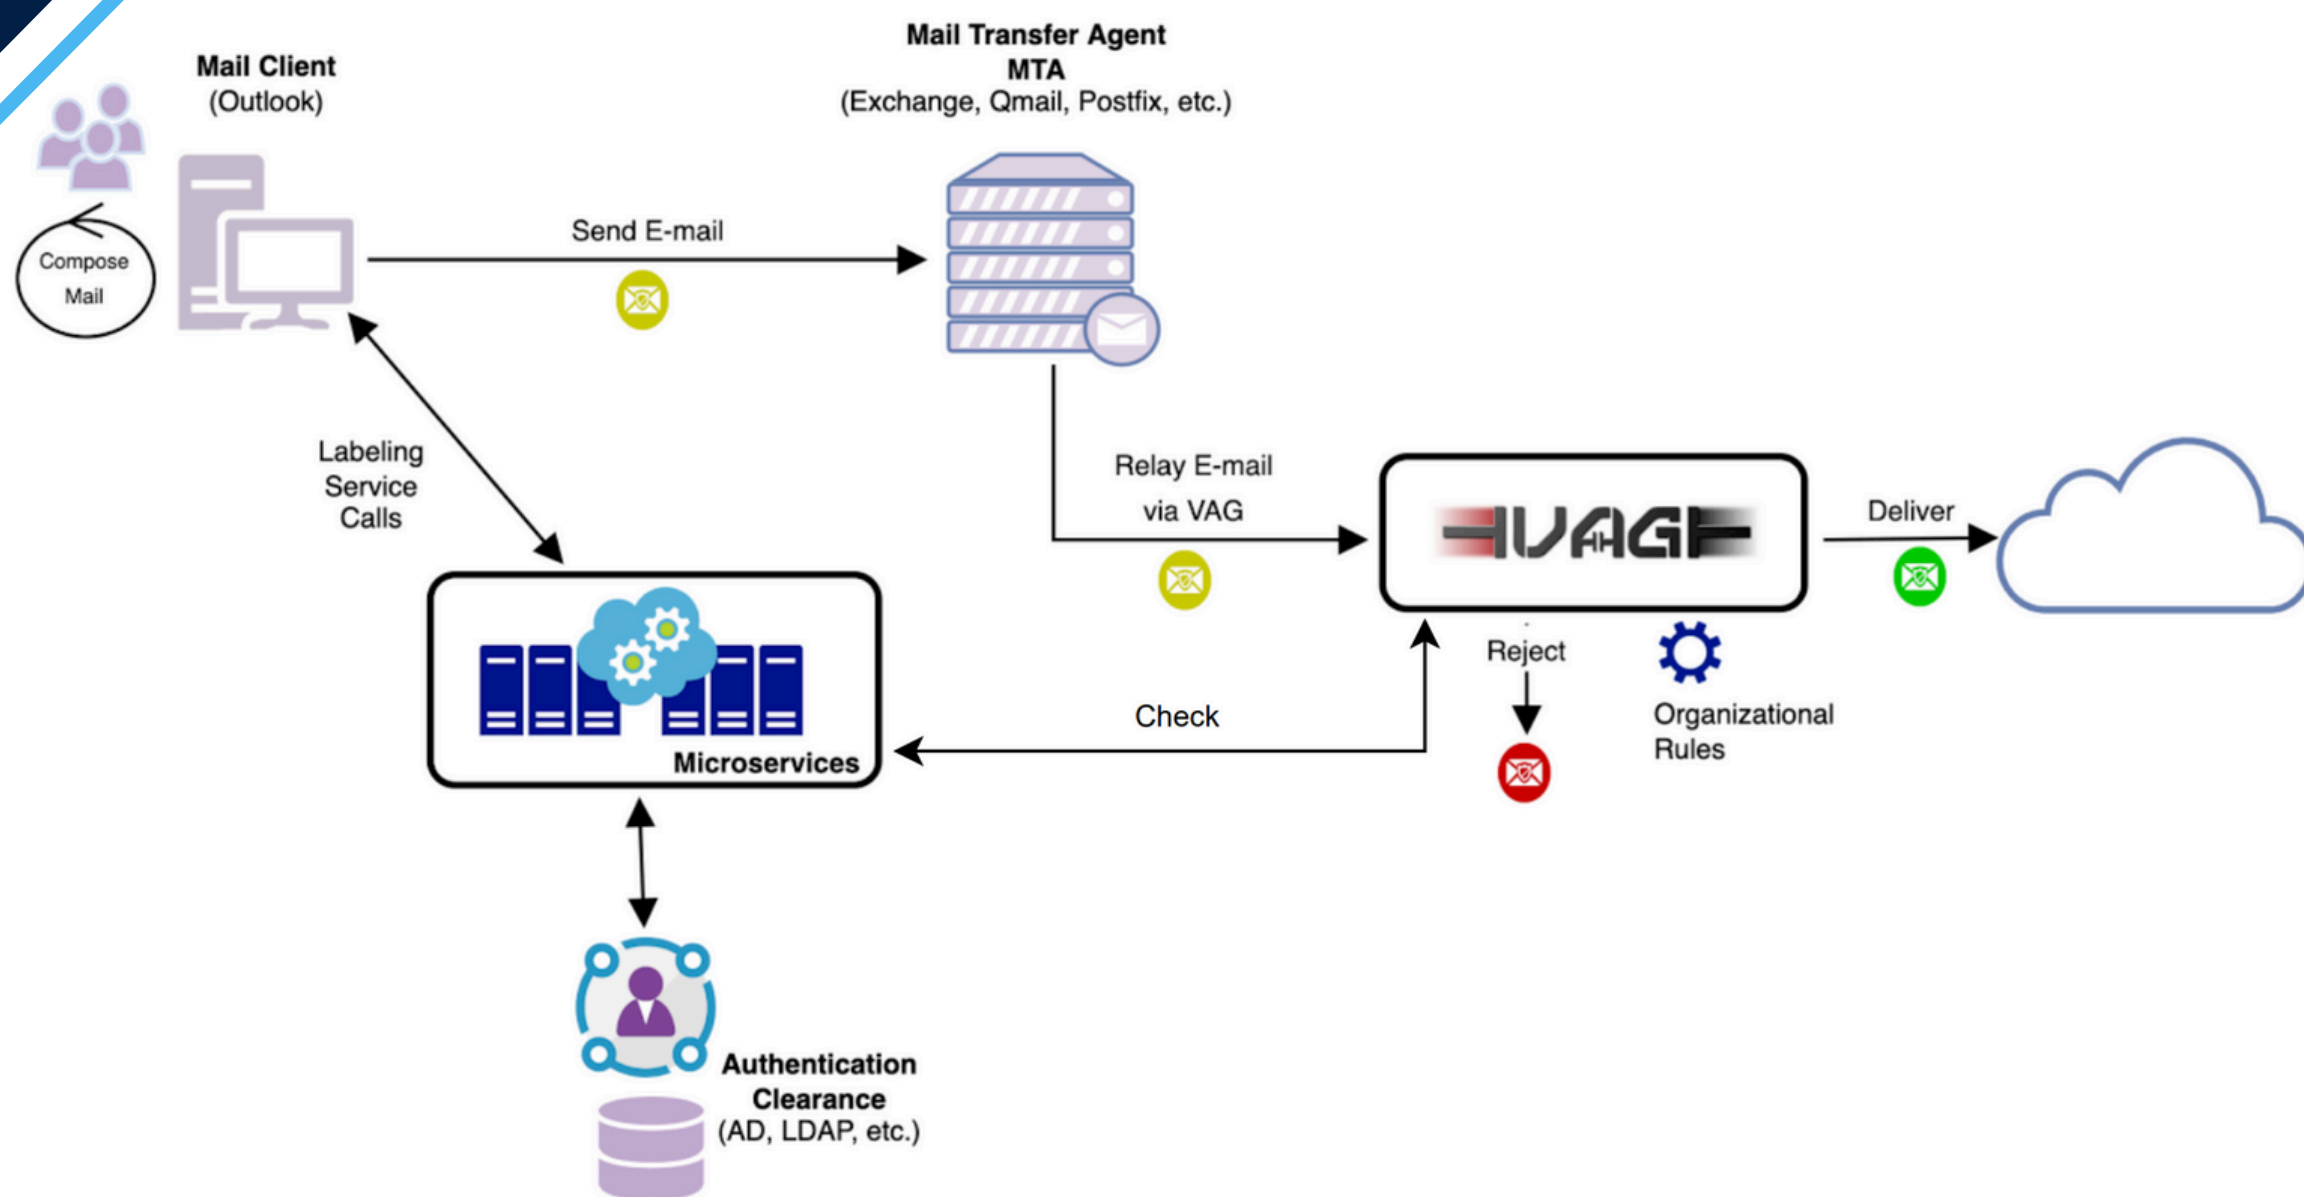 Mail Client
(Outlook)
Mail Transfer Agent
MTA
(Exchange, Qmail, Postfix, etc.)
Compose
Mail
Send E-mail
Labeling
Service
Calls
Relay E-mail
via VAG
VAG
Deliver
Reject
Organizational
Rules
Check
Microservices
Authentication
Clearance
(AD, LDAP, etc.)